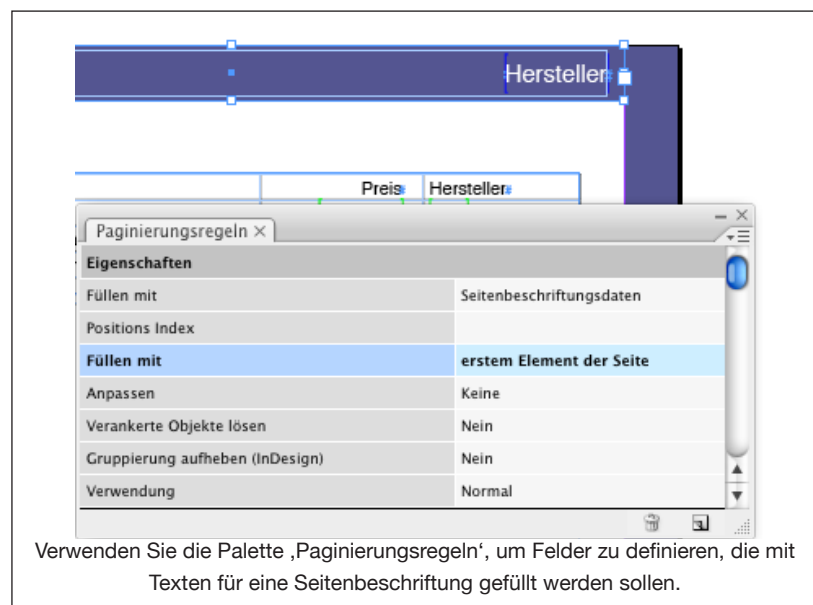 Hersteller
Preis Hersteller
Paginierungsregeln
Eigenschaften
Füllen mit Seitenbeschriftungsdaten
Positions Index
Füllen mit erstem Element der Seite
Anpassen Keine
Verankerte Objekte lösen Nein
Gruppierung aufheben (InDesign) Nein
Verwendung Normal
Verwenden Sie die Palette ‚Paginierungsregeln‘, um Felder zu definieren, die mit
Texten für eine Seitenbeschriftung gefüllt werden sollen.